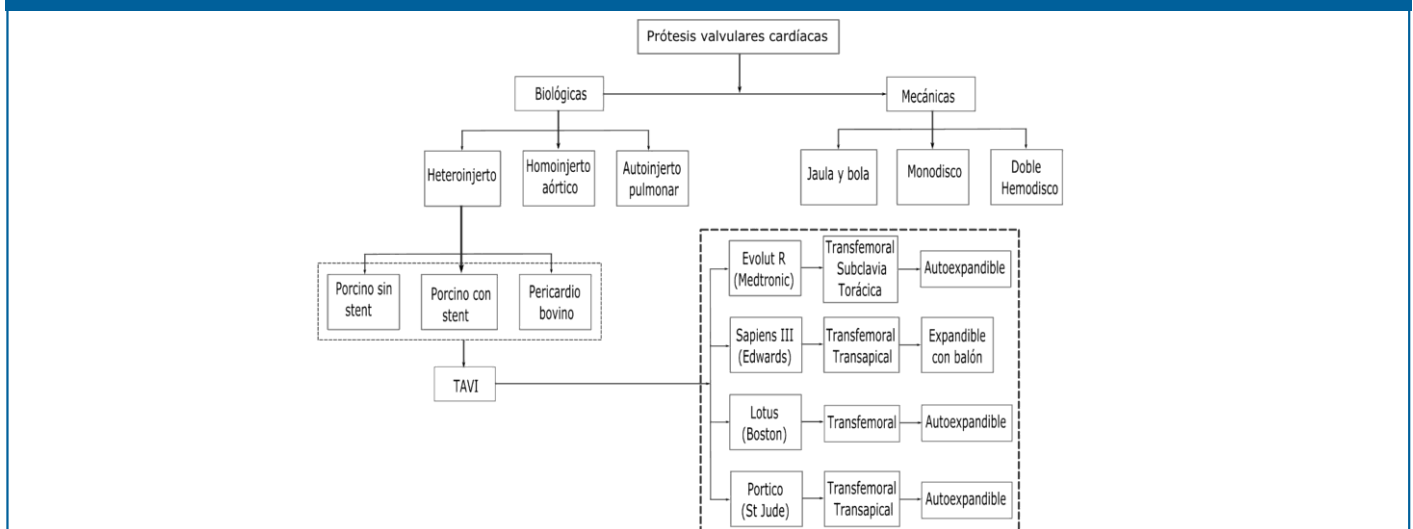 Prótesis valvulares cardíacas
Biológicas
Mecánicas
Heteroinjerto
Homoinjerto
aórtico
Autoinjerto
pulmonar
Jaula y bola
Monodisco
Doble
Hemodisco
Porcino sin
stent
Porcino con
stent
Pericardio
bovino
TAVI
Evolut R
(Medtronic)
Transfemoral
Subclavia
Torácica
Autoexpandible
Sapiens III
(Edwards)
Transfemoral
Transapical
Expandible
con balón
Lotus
(Boston)
Transfemoral
Autoexpandible
Portico
(St Jude)
Transfemoral
Transapical
Autoexpandible